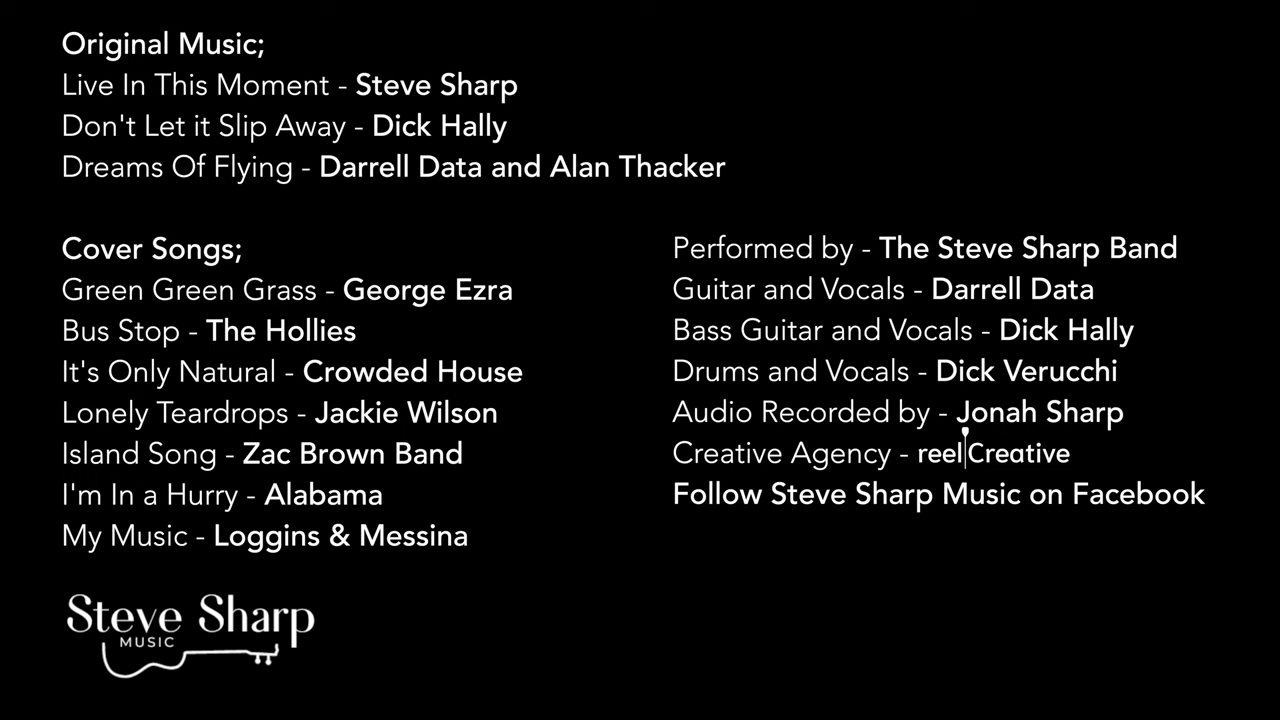 Original Music;
Live In This Moment - Steve Sharp
Don't Let it Slip Away - Dick Hally
Dreams Of Flying - Darrell Data and Alan Thacker
Cover Songs;
Green Green Grass - George Ezra
Bus Stop - The Hollies
It's Only Natural - Crowded House
Lonely Teardrops - Jackie Wilson
Island Song - Zac Brown Band
I'm In a Hurry - Alabama
My Music - Loggins & Messina
Performed by - The Steve Sharp Band
Guitar and Vocals - Darrell Data
Bass Guitar and Vocals - Dick Hally
Drums and Vocals - Dick Verucchi
Audio Recorded by - Jonah Sharp
Creative Agency - reel Creative
Follow Steve Sharp Music on Facebook
Steve Sharp
MUSIC